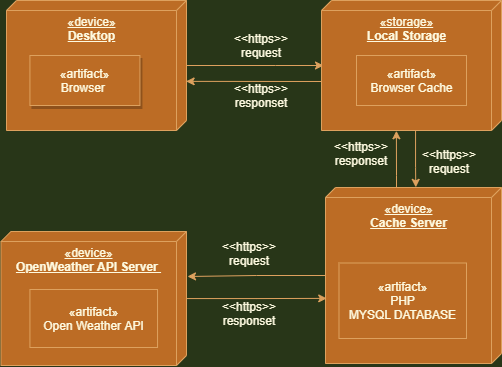 «device»
Desktop
«artifact»
Browser
<<https>>
request
<<https>>
responset
«storage»
Local Storage
«artifact»
Browser Cache
<<https>>
responset
<<https>>
request
«device»
OpenWeather API Server
«artifact»
Open Weather API
<<https>>
request
<<https>>
responset
«device»
Cache Server
«artifact»
PHP
MYSQL DATABASE